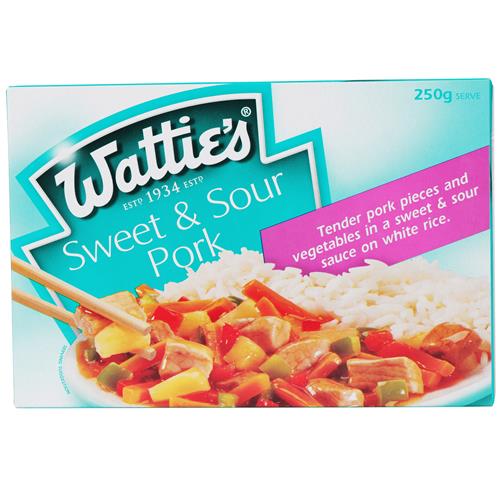 250g SERVE
Wattie's®
ESTD 1934 ESTD
Sweet & Sour
Pork
Tender pork pieces and
vegetables in a sweet & sour
sauce on white rice.